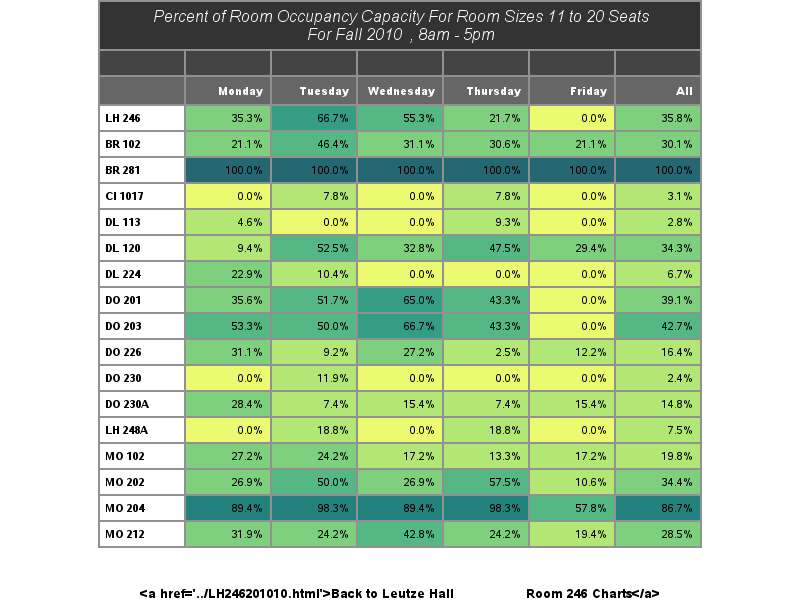 Percent of Room Occupancy Capacity For Room Sizes 11 to 20 Seats
For Fall 2010 , 8am - 5pm
Monday Tuesday Wednesday Thursday Friday All
LH 246 35.3% 66.7% 55.3% 21.7% 0.0% 35.8%
BR 102 21.1% 46.4% 31.1% 30.6% 21.1% 30.1%
BR 281 100.0% 100.0% 100.0% 100.0% 100.0% 100.0%
CI 1017 0.0% 7.8% 0.0% 7.8% 0.0% 3.1%
DL 113 4.6% 0.0% 0.0% 9.3% 0.0% 2.8%
DL 120 9.4% 52.5% 32.8% 47.5% 29.4% 34.3%
DL 224 22.9% 10.4% 0.0% 0.0% 0.0% 6.7%
DO 201 35.6% 51.7% 65.0% 43.3% 0.0% 39.1%
DO 203 53.3% 50.0% 66.7% 43.3% 0.0% 42.7%
DO 226 31.1% 9.2% 27.2% 2.5% 12.2% 16.4%
DO 230 0.0% 11.9% 0.0% 0.0% 0.0% 2.4%
DO 230A 28.4% 7.4% 15.4% 7.4% 15.4% 14.8%
LH 248A 0.0% 18.8% 0.0% 18.8% 0.0% 7.5%
MO 102 27.2% 24.2% 17.2% 13.3% 17.2% 19.8%
MO 202 26.9% 50.0% 26.9% 57.5% 10.6% 34.4%
MO 204 89.4% 98.3% 89.4% 98.3% 57.8% 86.7%
MO 212 31.9% 24.2% 42.8% 24.2% 19.4% 28.5%
<a href='../LH246201010.html'>Back to Leutze Hall Room 246 Charts</a>